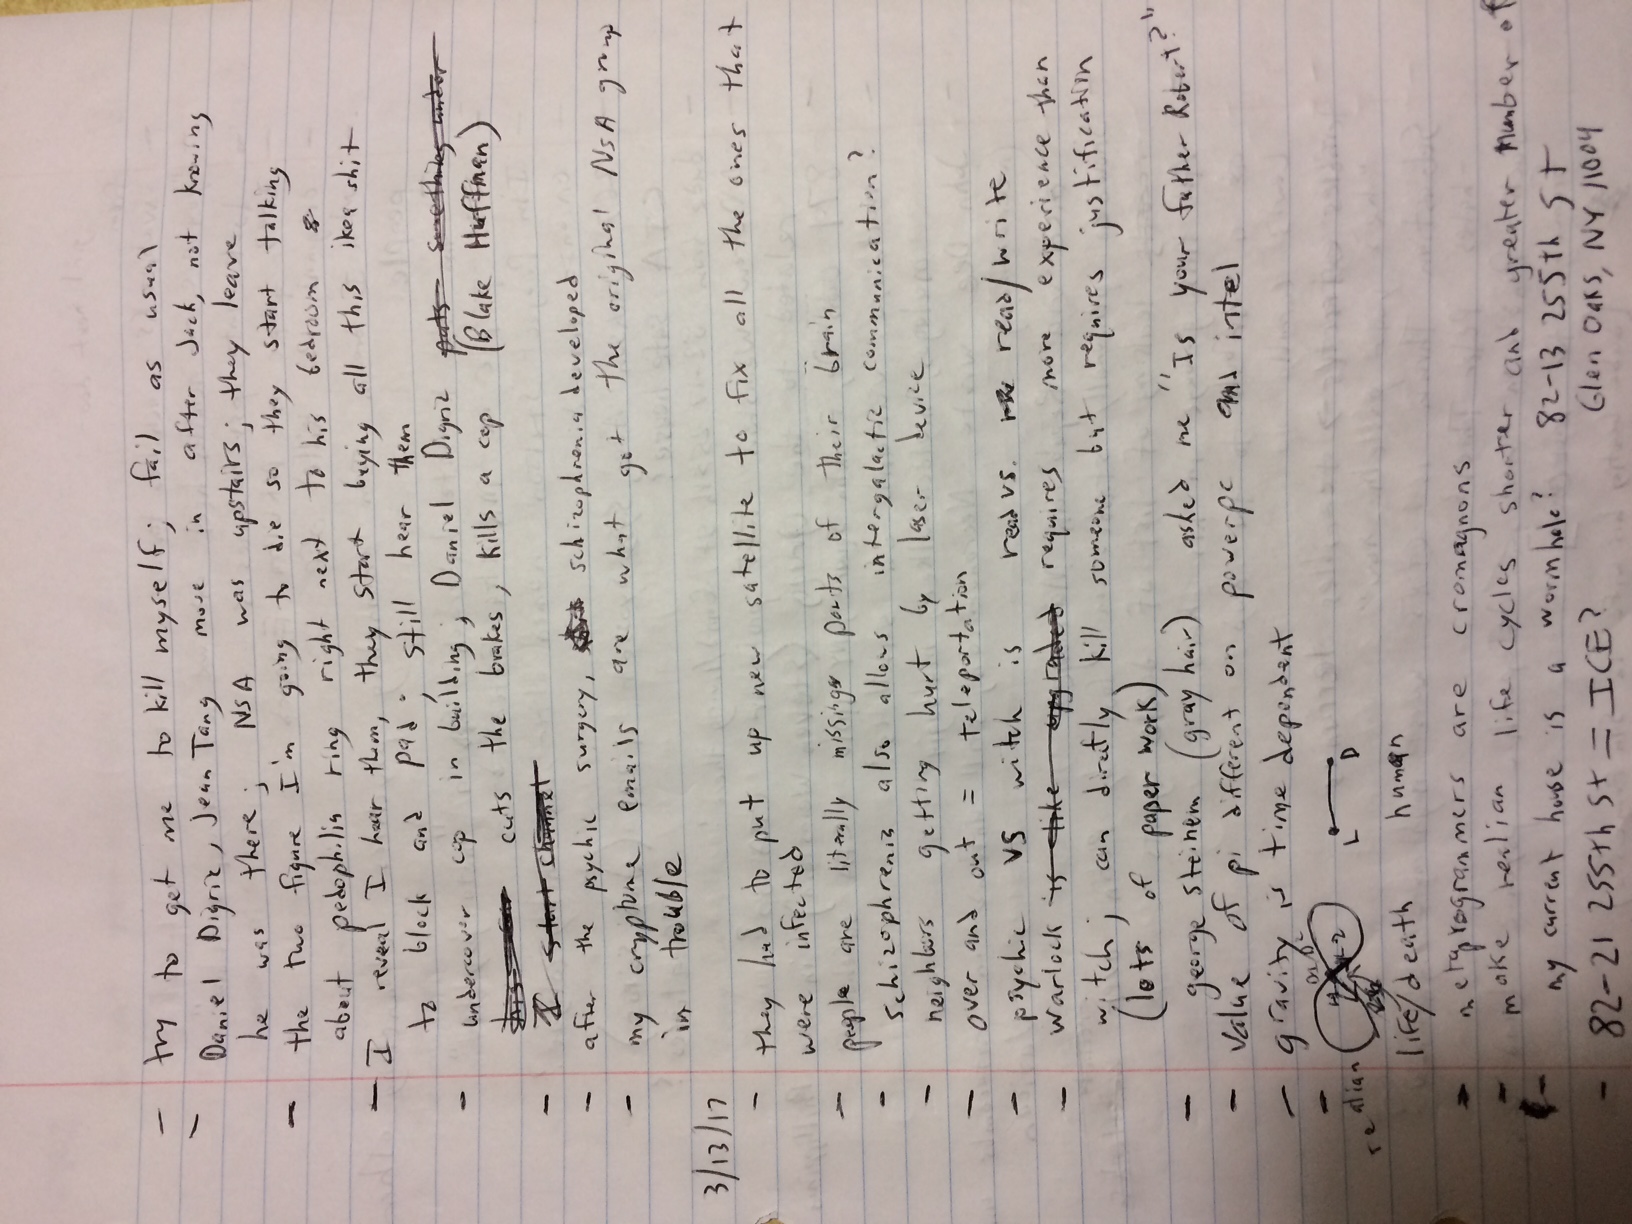 - try to get me to kill myself; fail as usual
- Daniel Digriz, Jean Tang move in after Jack, not knowing
he was there; NSA was upstairs; they leave
- the two figure I'm going to die so they start talking
about pedophilia ring right next to his bedroom
- I reveal I hear them, they start buying all this ikea shit
to block and pad; still hear them
- undercover cop in building; Daniel Digriz puts something under
his cuts the brakes, kills a cop (Blake Huffman)
- I start channel
- after the psychic surgery, schizophrenia developed
- my cryptome emails are what got the original NSA group
in trouble
3/13/17
- they had to put up new satellite to fix all the ones that
were infected
- people are literally missing parts of their brain
- schizophrenia also allows intergalactic communication?
- neighbors getting hurt by laser device
- over and out = teleportation
- psychic vs witch is read vs. read/write
- warlock is like upgraded requires more experience than
witch; can directly kill someone but requires justification
(lots of paper work)
- george steinem (gray hair) asked me "Is your father Robert?"
- value of pi different on powerpc and intel
- gravity is time dependent
-
realian L D
life/death human
- metaprogrammers are cromagnons
- make realian life cycles shorter and greater number of
- my current house is a wormhole? 82-13 255th St
- 82-21 255th St = ICE? Glen Oaks, NY 11004